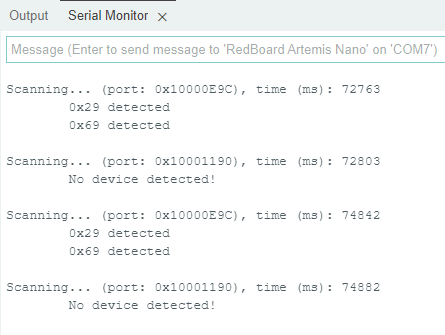 Output Serial Monitor ×
Message (Enter to send message to 'RedBoard Artemis Nano' on 'COM7')
Scanning... (port: 0x10000E9C), time (ms): 72763
0x29 detected
0x69 detected
Scanning... (port: 0x10001190), time (ms): 72803
No device detected!
Scanning... (port: 0x10000E9C), time (ms): 74842
0x29 detected
0x69 detected
Scanning... (port: 0x10001190), time (ms): 74882
No device detected!